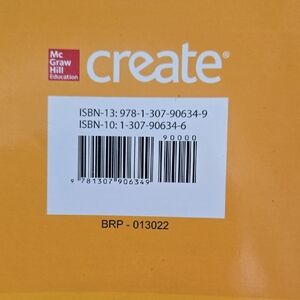 Mc
Graw
Hill
Education
create®
ISBN-13: 978-1-307-90634-9
ISBN-10: 1-307-90634-6
90000
9 781307 906349
BRP - 013022